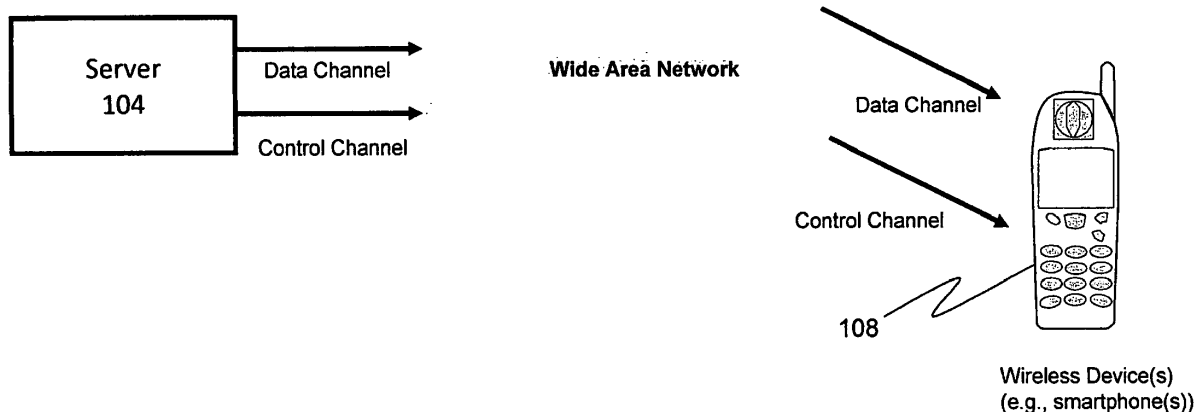 Server
104
Data Channel
Control Channel
Wide Area Network
Data Channel
Control Channel
108
Wireless Device(s)
(e.g., smartphone(s))